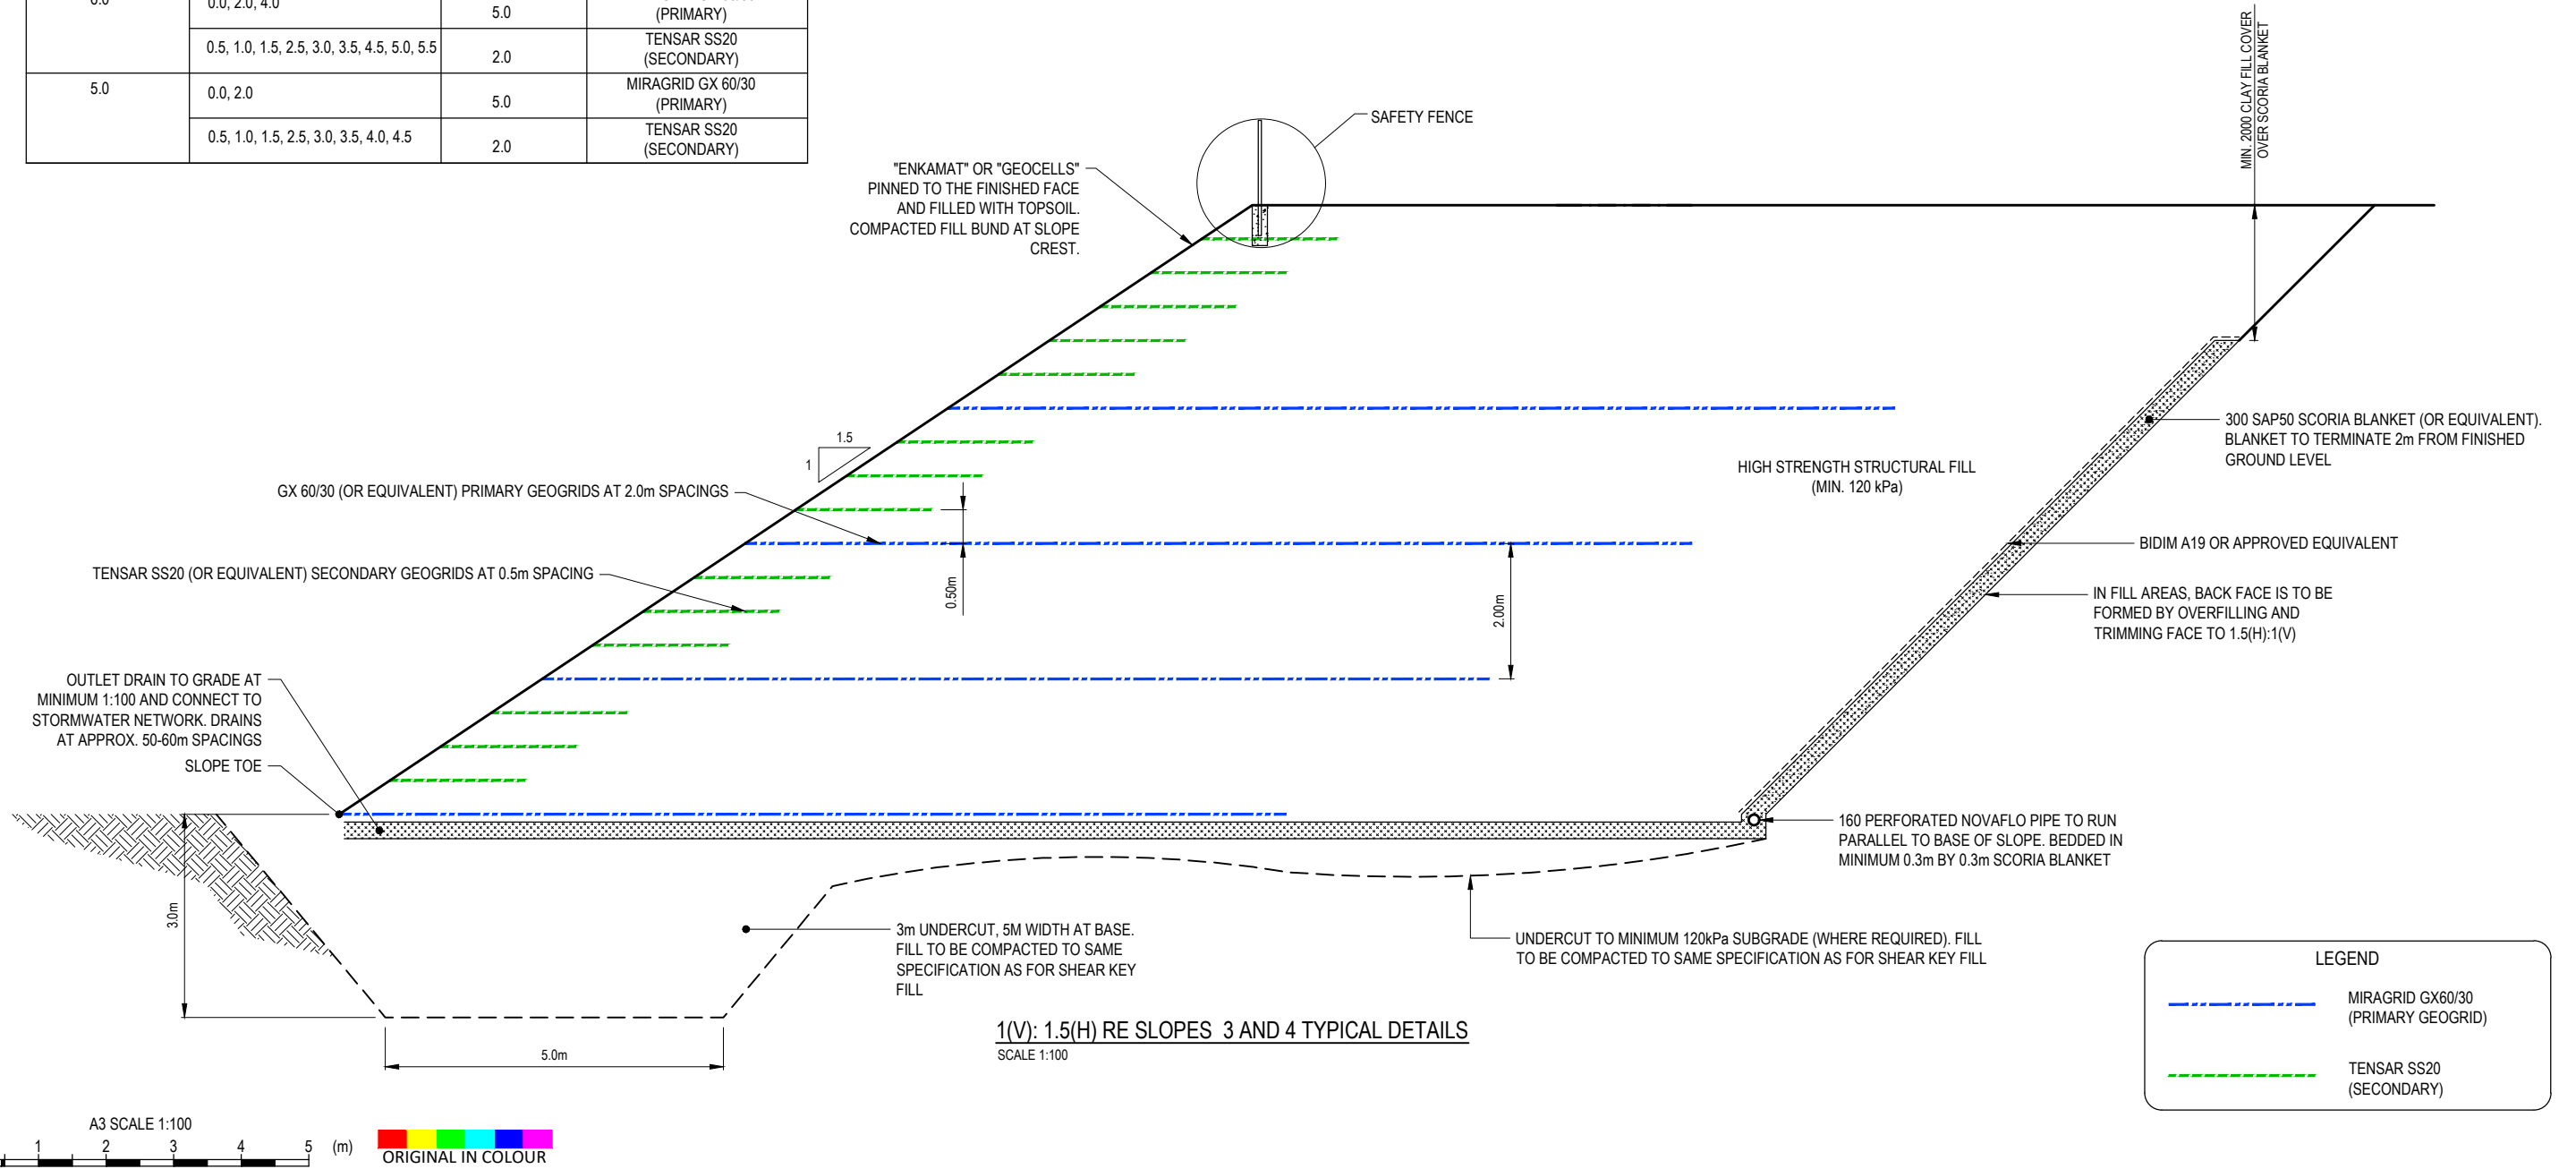 0.0, 2.0, 4.0
5.0
(PRIMARY)
0.5, 1.0, 1.5, 2.5, 3.0, 3.5, 4.5, 5.0, 5.5
2.0
TENSAR SS20
(SECONDARY)
5.0
0.0, 2.0
5.0
MIRAGRID GX 60/30
(PRIMARY)
0.5, 1.0, 1.5, 2.5, 3.0, 3.5, 4.0, 4.5
2.0
TENSAR SS20
(SECONDARY)
SAFETY FENCE
MIN. 2000 CLAY FILL COVER
OVER SCORIA BLANKET
"ENKAMAT" OR "GEOCELLS"
PINNED TO THE FINISHED FACE
AND FILLED WITH TOPSOIL.
COMPACTED FILL BUND AT SLOPE
CREST.
1.5
1
300 SAP50 SCORIA BLANKET (OR EQUIVALENT).
BLANKET TO TERMINATE 2m FROM FINISHED
GROUND LEVEL
HIGH STRENGTH STRUCTURAL FILL
(MIN. 120 kPa)
GX 60/30 (OR EQUIVALENT) PRIMARY GEOGRIDS AT 2.0m SPACINGS
BIDIM A19 OR APPROVED EQUIVALENT
TENSAR SS20 (OR EQUIVALENT) SECONDARY GEOGRIDS AT 0.5m SPACING
0.50m
2.00m
IN FILL AREAS, BACK FACE IS TO BE
FORMED BY OVERFILLING AND
TRIMMING FACE TO 1.5(H):1(V)
OUTLET DRAIN TO GRADE AT
MINIMUM 1:100 AND CONNECT TO
STORMWATER NETWORK. DRAINS
AT APPROX. 50-60m SPACINGS
SLOPE TOE
160 PERFORATED NOVAFLO PIPE TO RUN
PARALLEL TO BASE OF SLOPE. BEDDED IN
MINIMUM 0.3m BY 0.3m SCORIA BLANKET
3.0m
3m UNDERCUT, 5M WIDTH AT BASE.
FILL TO BE COMPACTED TO SAME
SPECIFICATION AS FOR SHEAR KEY
FILL
UNDERCUT TO MINIMUM 120kPa SUBGRADE (WHERE REQUIRED). FILL
TO BE COMPACTED TO SAME SPECIFICATION AS FOR SHEAR KEY FILL
5.0m
1(V): 1.5(H) RE SLOPES 3 AND 4 TYPICAL DETAILS
SCALE 1:100
LEGEND
MIRAGRID GX60/30
(PRIMARY GEOGRID)
TENSAR SS20
(SECONDARY)
A3 SCALE 1:100
1 2 3 4 5 (m)
ORIGINAL IN COLOUR